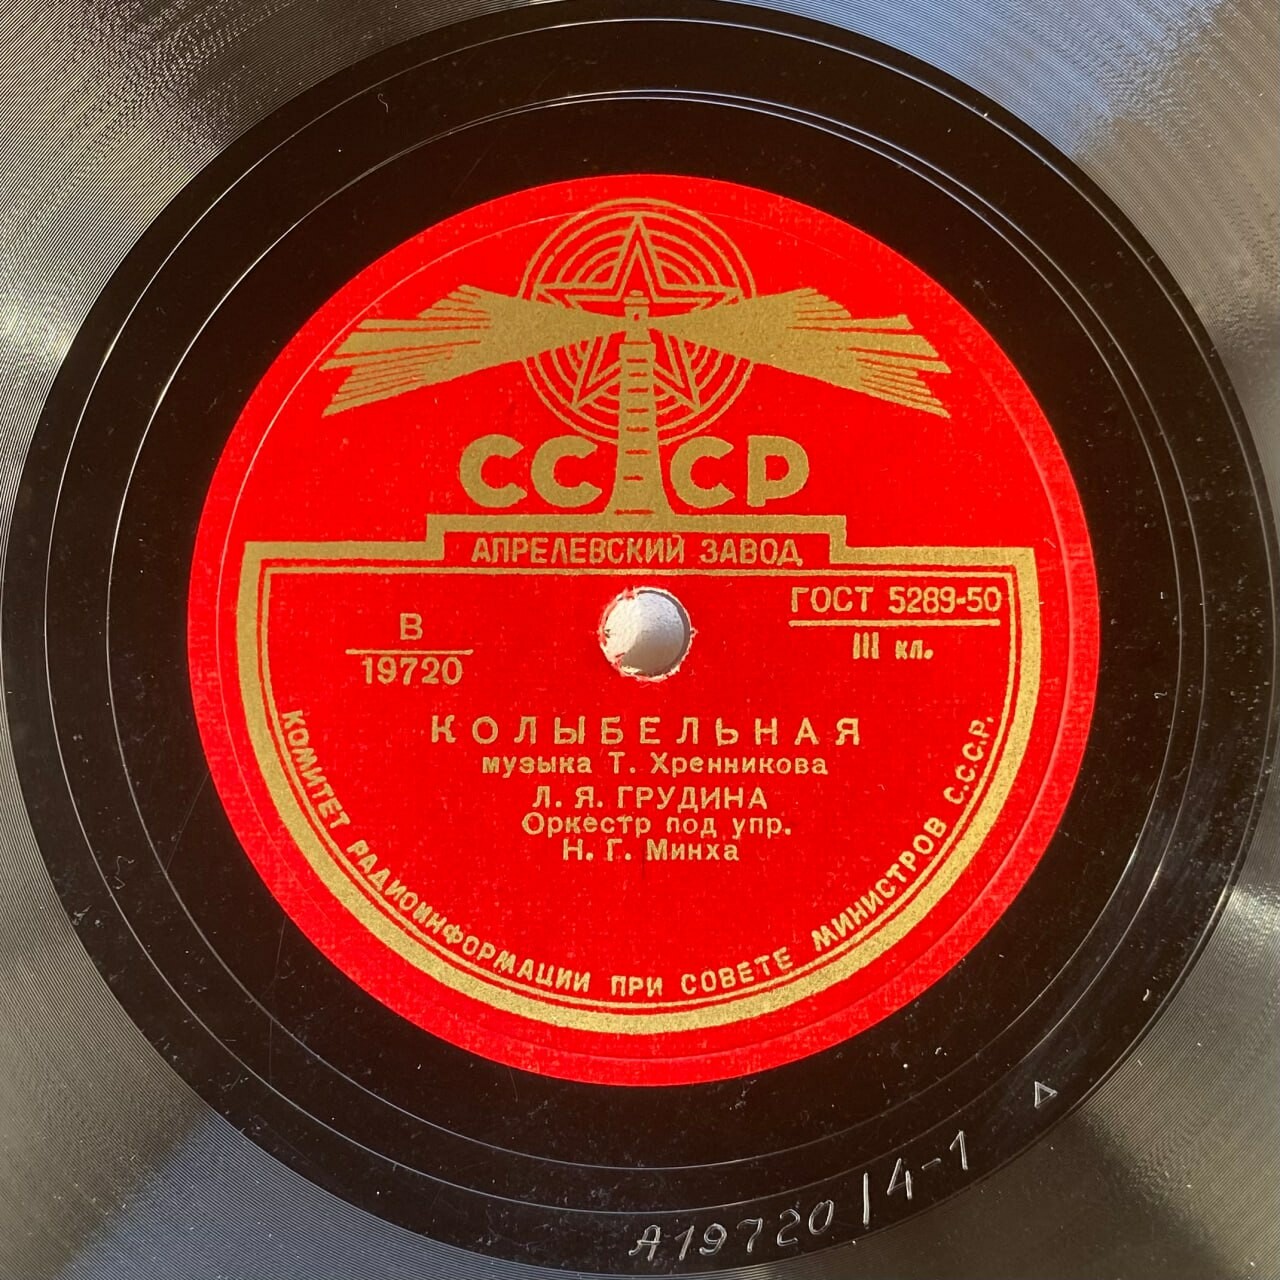 СССР
АПРЕЛЕВСКИЙ ЗАВОД
В
19720
ГОСТ 5289-50
III кл.
КОЛЫБЕЛЬНАЯ
музыка Т. Хренникова
Л. Я. ГРУДИНА
Оркестр под упр.
Н. Г. Минха
КОМИТЕТ РАДИОИНФОРМАЦИИ ПРИ СОВЕТЕ МИНИСТРОВ С.С.С.Р.
А19720/4-1 Δ